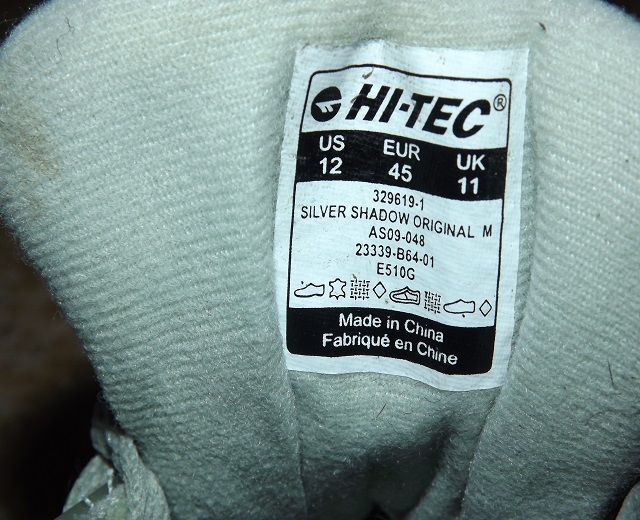 HI-TEC®
US EUR UK
12 45 11
329619-1
SILVER SHADOW ORIGINAL M
AS09-048
23339-B64-01
E510G
Made in China
Fabriqué en Chine